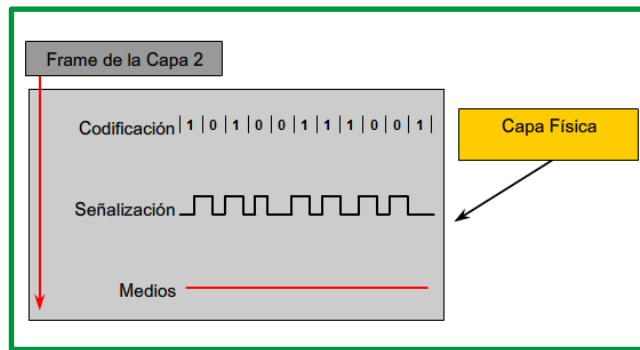 Frame de la Capa 2
Codificación | 1 | 0 | 1 | 0 | 0 | 1 | 1 | 1 | 0 | 0 | 1 |
Capa Física
Señalización
Medios